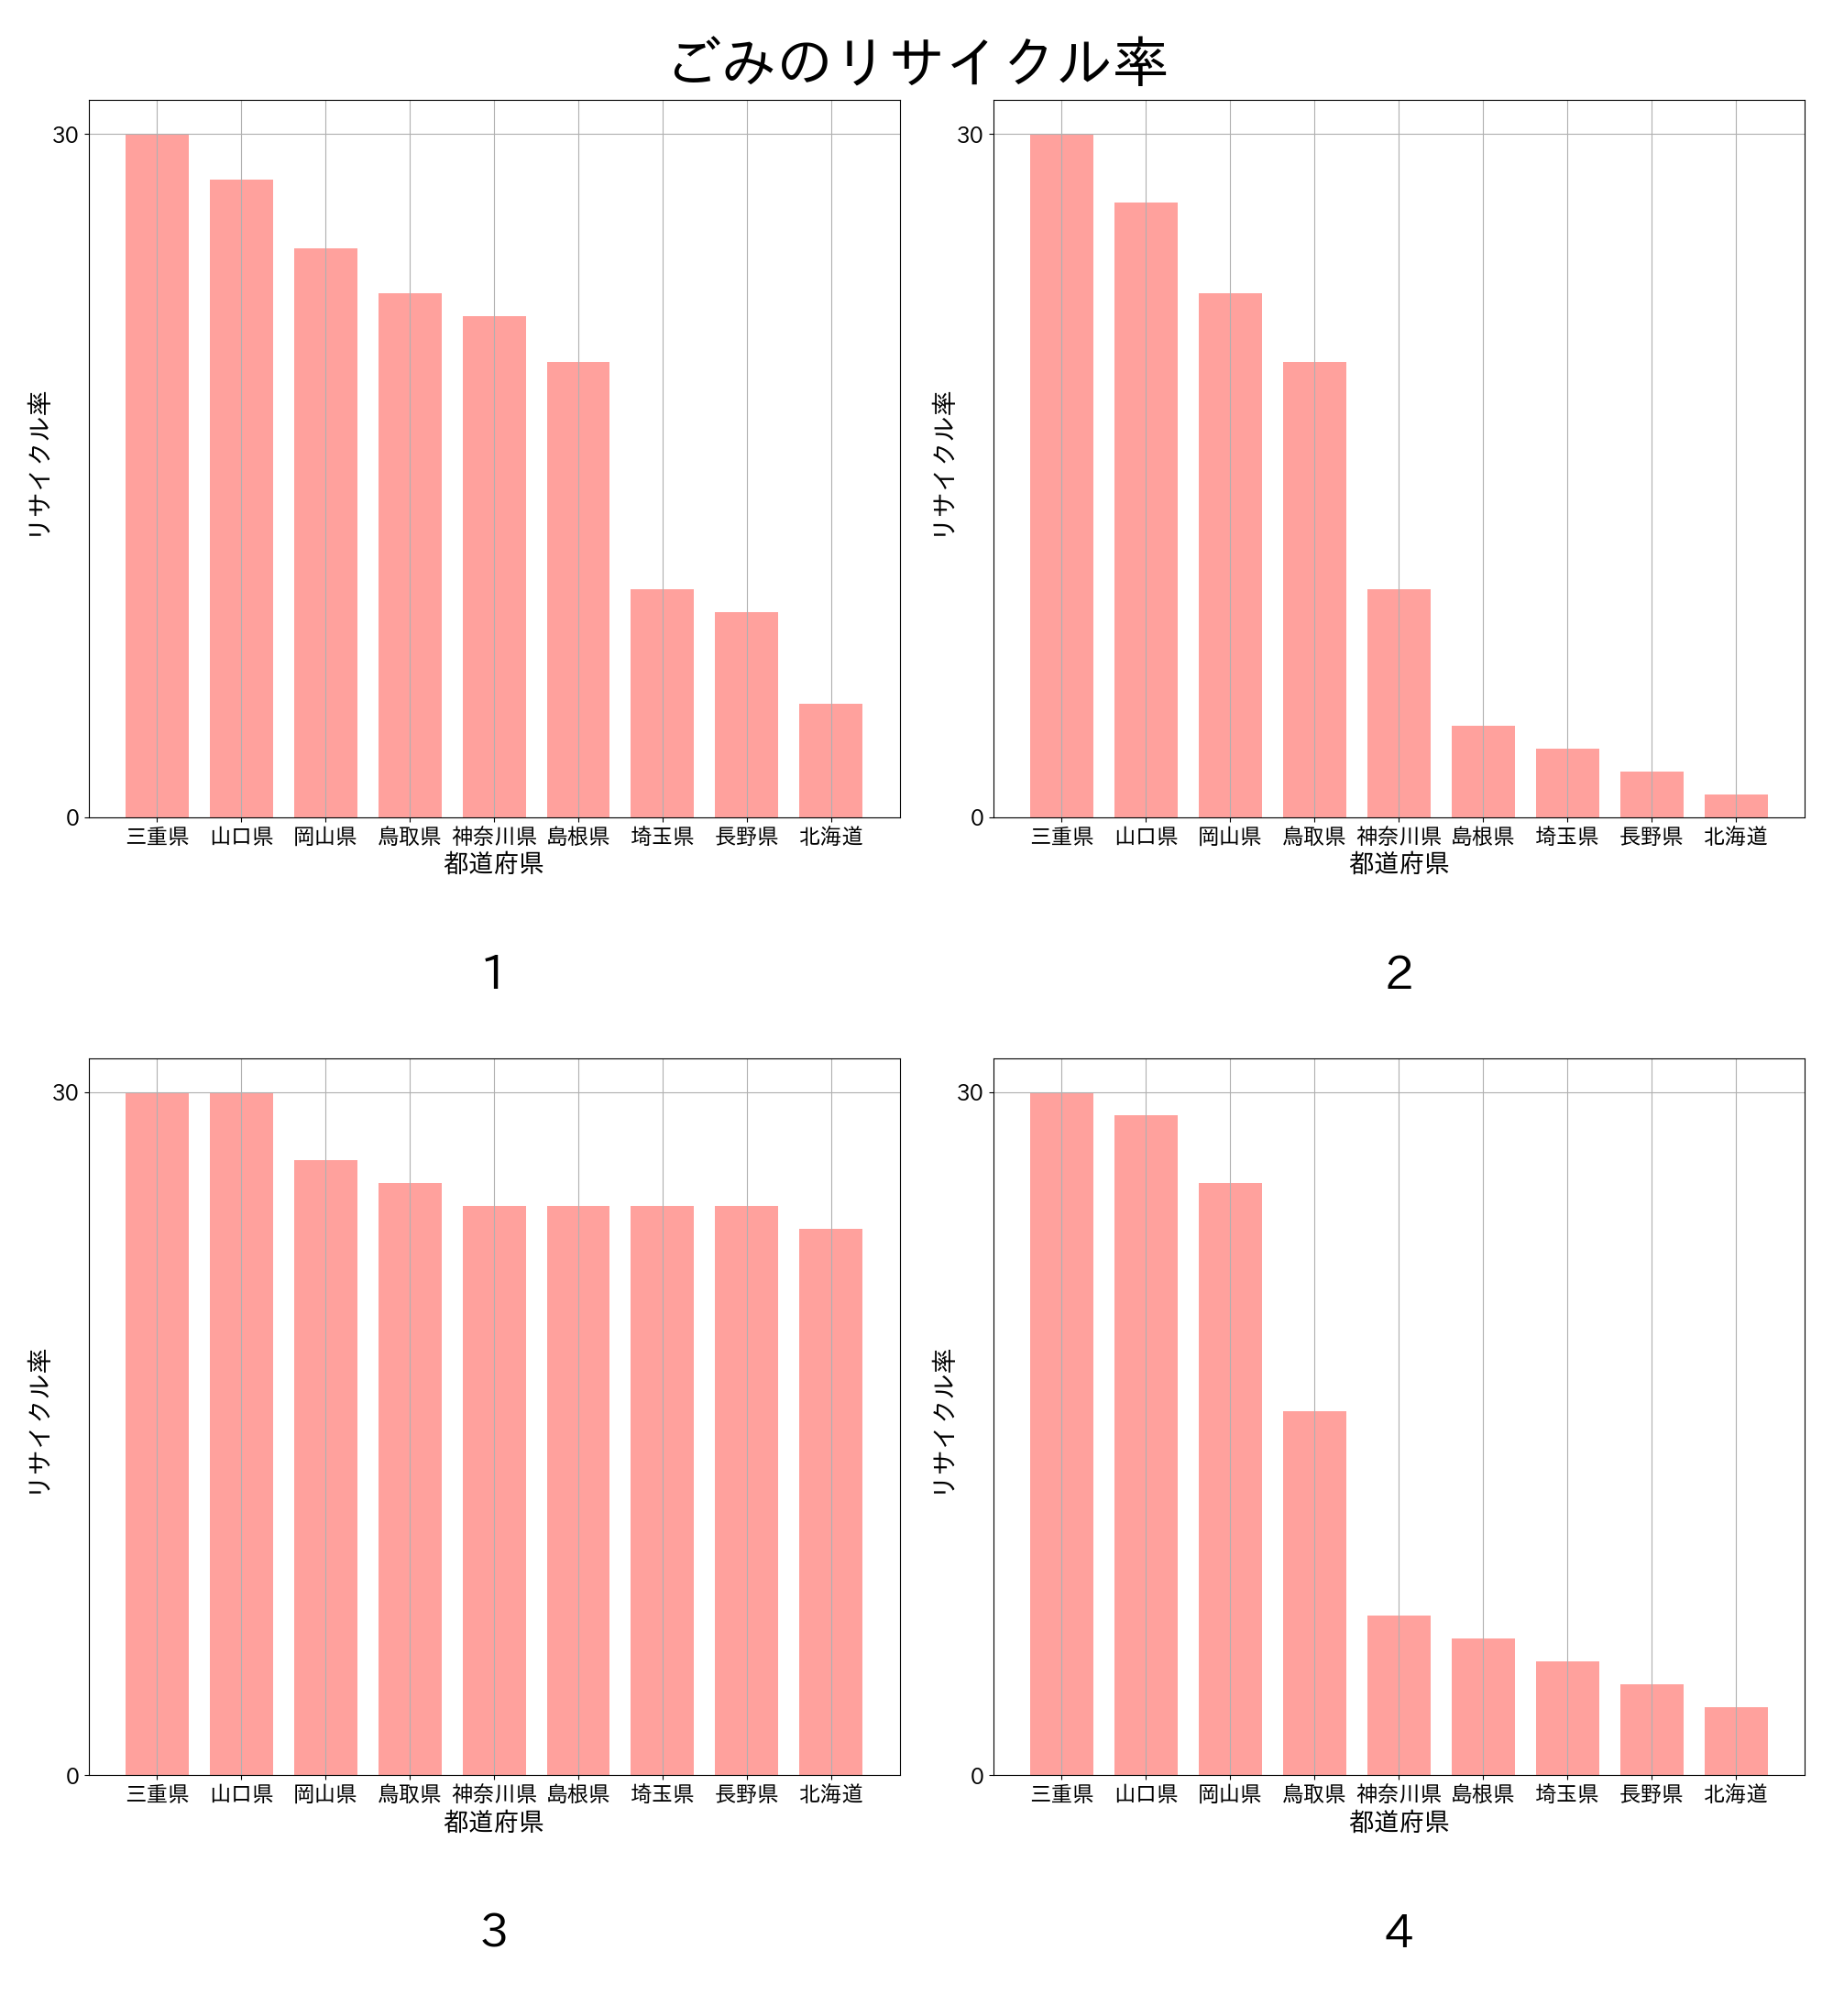 ごみのリサイクル率
30
0
リサイクル率
三重県 山口県 岡山県 鳥取県 神奈川県 島根県 埼玉県 長野県 北海道
都道府県
1
30
0
リサイクル率
三重県 山口県 岡山県 鳥取県 神奈川県 島根県 埼玉県 長野県 北海道
都道府県
2
30
0
リサイクル率
三重県 山口県 岡山県 鳥取県 神奈川県 島根県 埼玉県 長野県 北海道
都道府県
3
30
0
リサイクル率
三重県 山口県 岡山県 鳥取県 神奈川県 島根県 埼玉県 長野県 北海道
都道府県
4